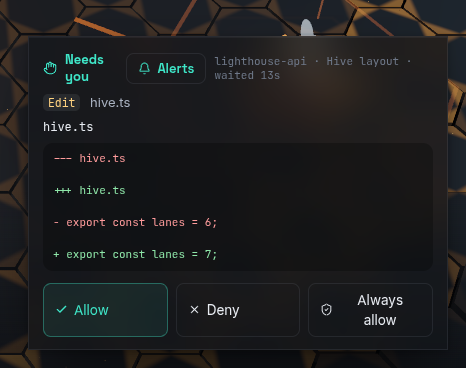 Needs you
Alerts
lighthouse-api · Hive layout · waited 13s
Edit hive.ts
hive.ts
--- hive.ts
+++ hive.ts
- export const lanes = 6;
+ export const lanes = 7;
Allow
Deny
Always allow